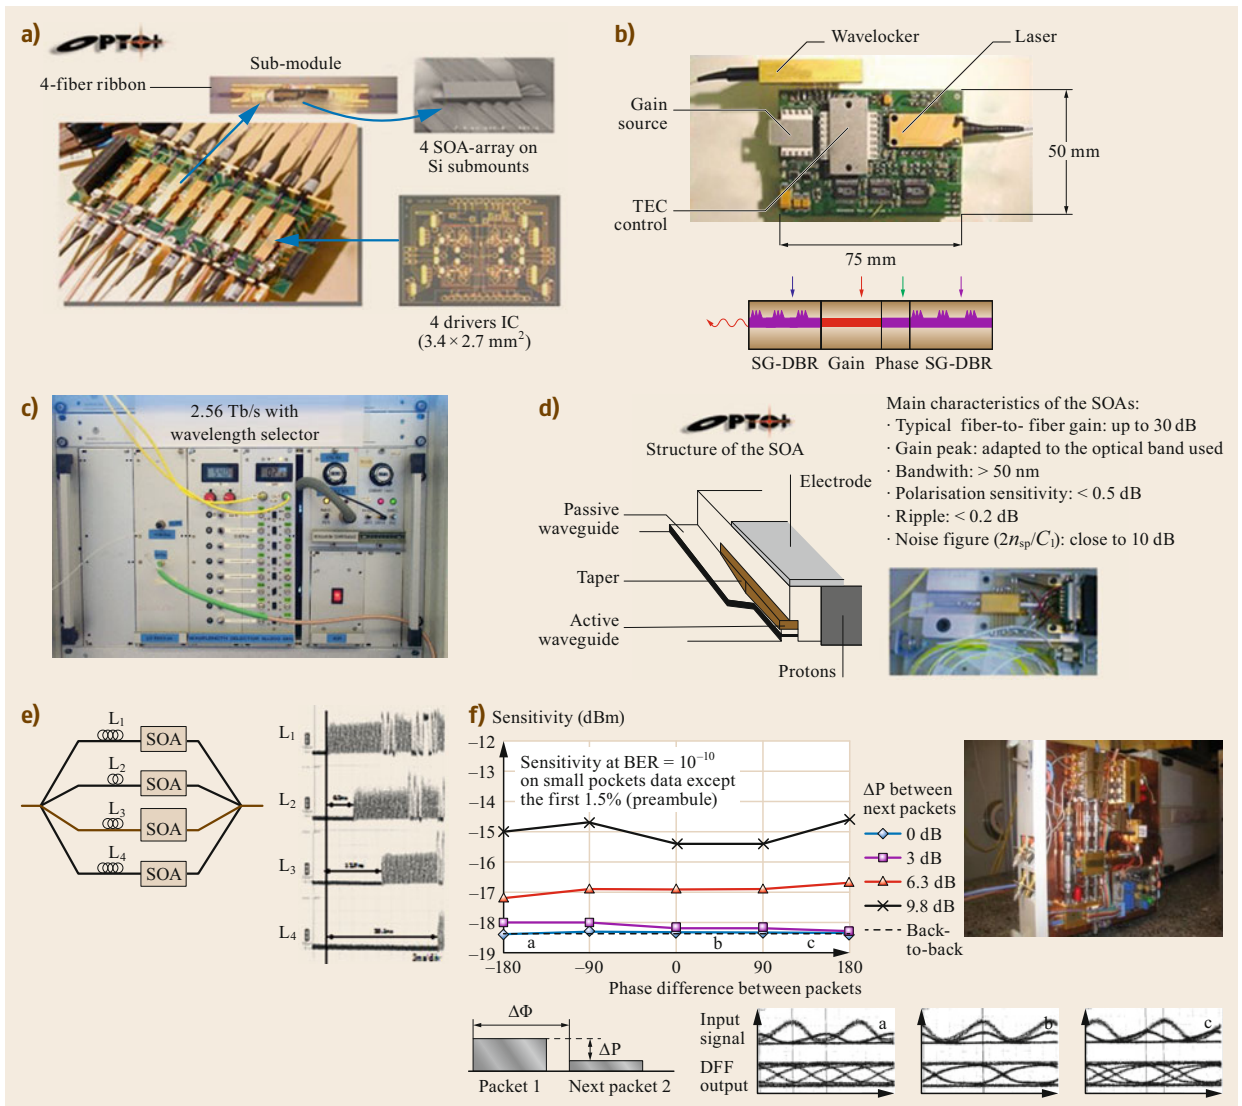 a)
OPTO+
Sub-module
4-fiber ribbon
4 SOA-array on
Si submounts
4 drivers IC
(3.4 × 2.7 mm²)
b)
Wavelocker
Laser
Gain
source
50 mm
TEC
control
75 mm
SG-DBR Gain Phase SG-DBR
c)
2.56 Tb/s with
wavelength selector
d)
OPTO+
Structure of the SOA
Electrode
Passive
waveguide
Taper
Active
waveguide
Protons
Main characteristics of the SOAs:
· Typical fiber-to- fiber gain: up to 30 dB
· Gain peak: adapted to the optical band used
· Bandwith: > 50 nm
· Polarisation sensitivity: < 0.5 dB
· Ripple: < 0.2 dB
· Noise figure (2nsp/C1): close to 10 dB
e)
L1
SOA
L2
SOA
L3
SOA
L4
SOA
L1
L2
L3
L4
f) Sensitivity (dBm)
–12
–13
–14
–15
–16
–17
–18
–19
Sensitivity at BER = 10⁻¹⁰
on small pockets data except
the first 1.5% (preambule)
a b c
–180 –90 0 90 180
Phase difference between packets
ΔP between
next packets
0 dB
3 dB
6.3 dB
9.8 dB
Back-
to-back
ΔΦ
ΔP
Packet 1 Next packet 2
Input
signal
DFF
output
a
b
c